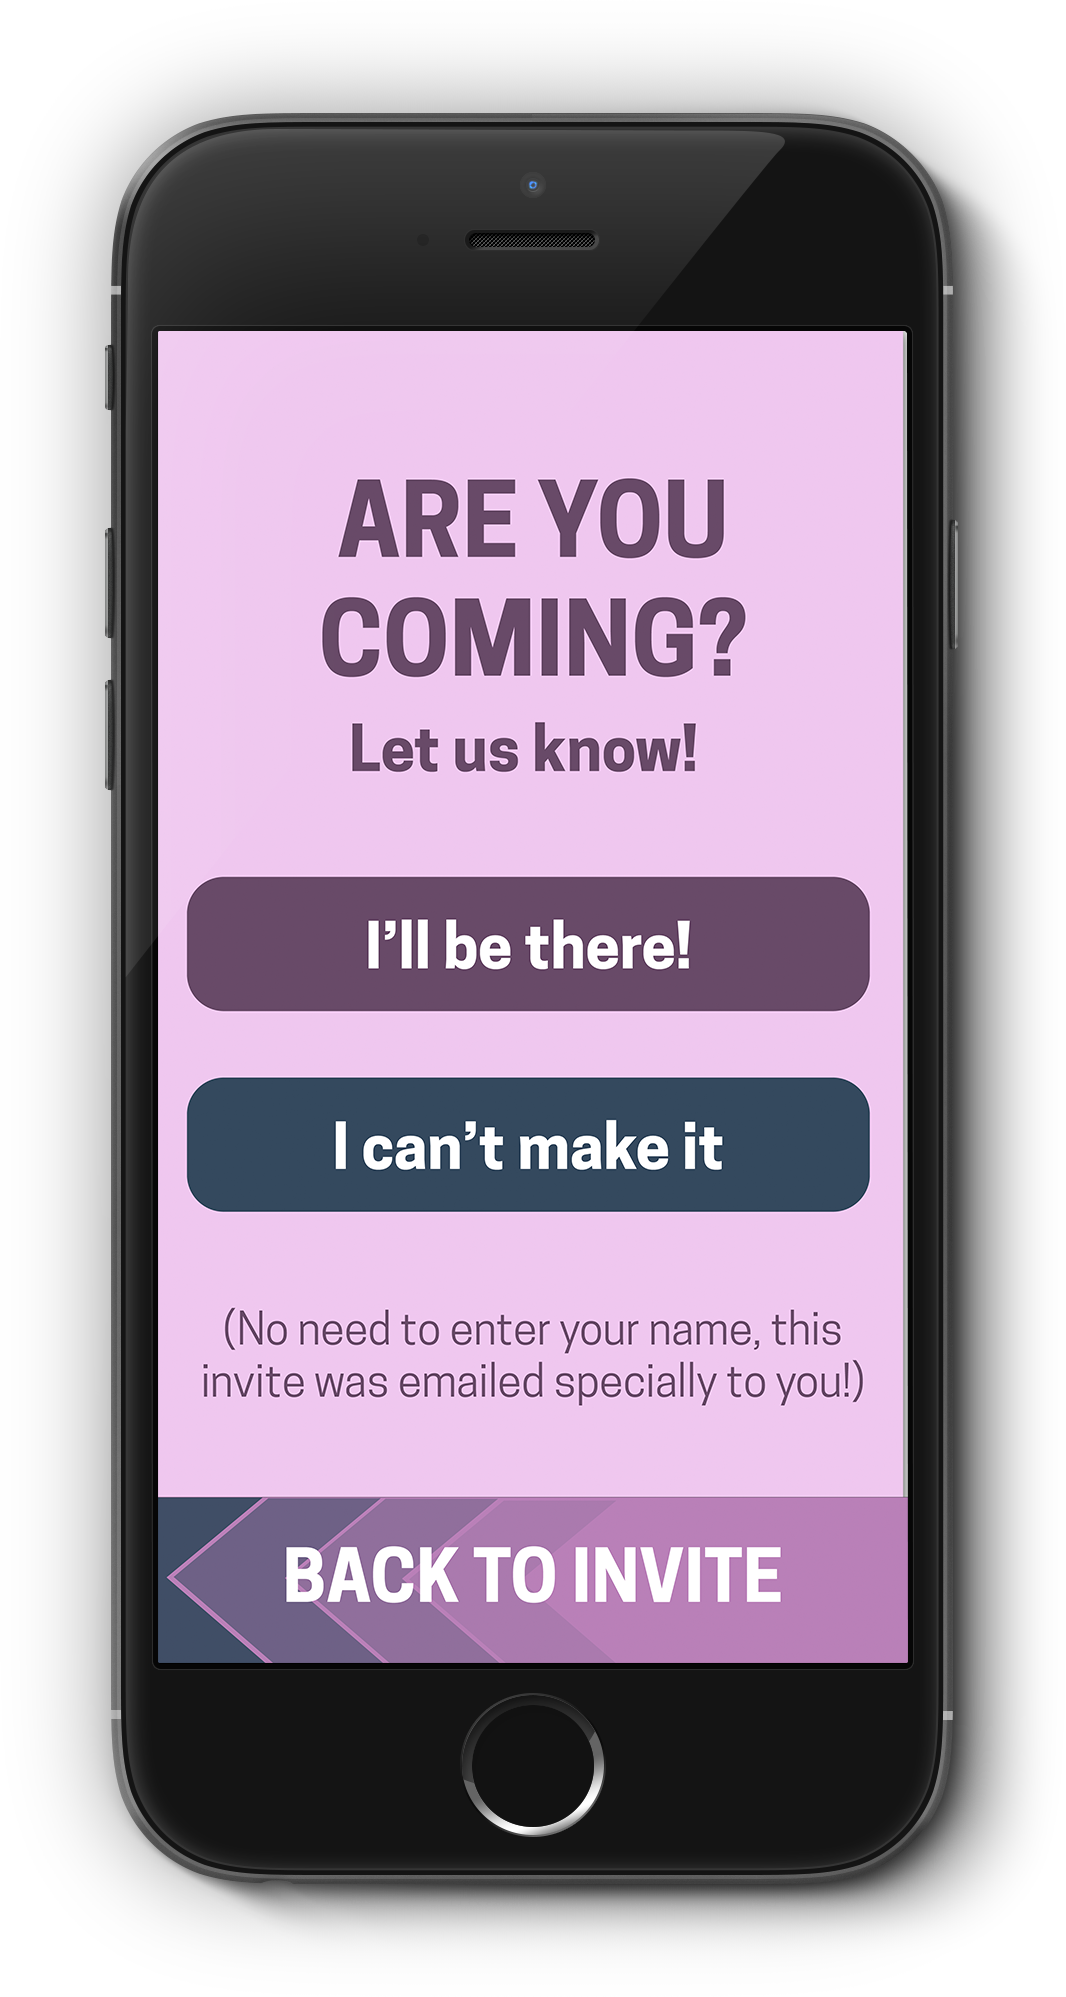 ARE YOU
COMING?
Let us know!
I’ll be there!
I can’t make it
(No need to enter your name, this
invite was emailed specially to you!)
BACK TO INVITE